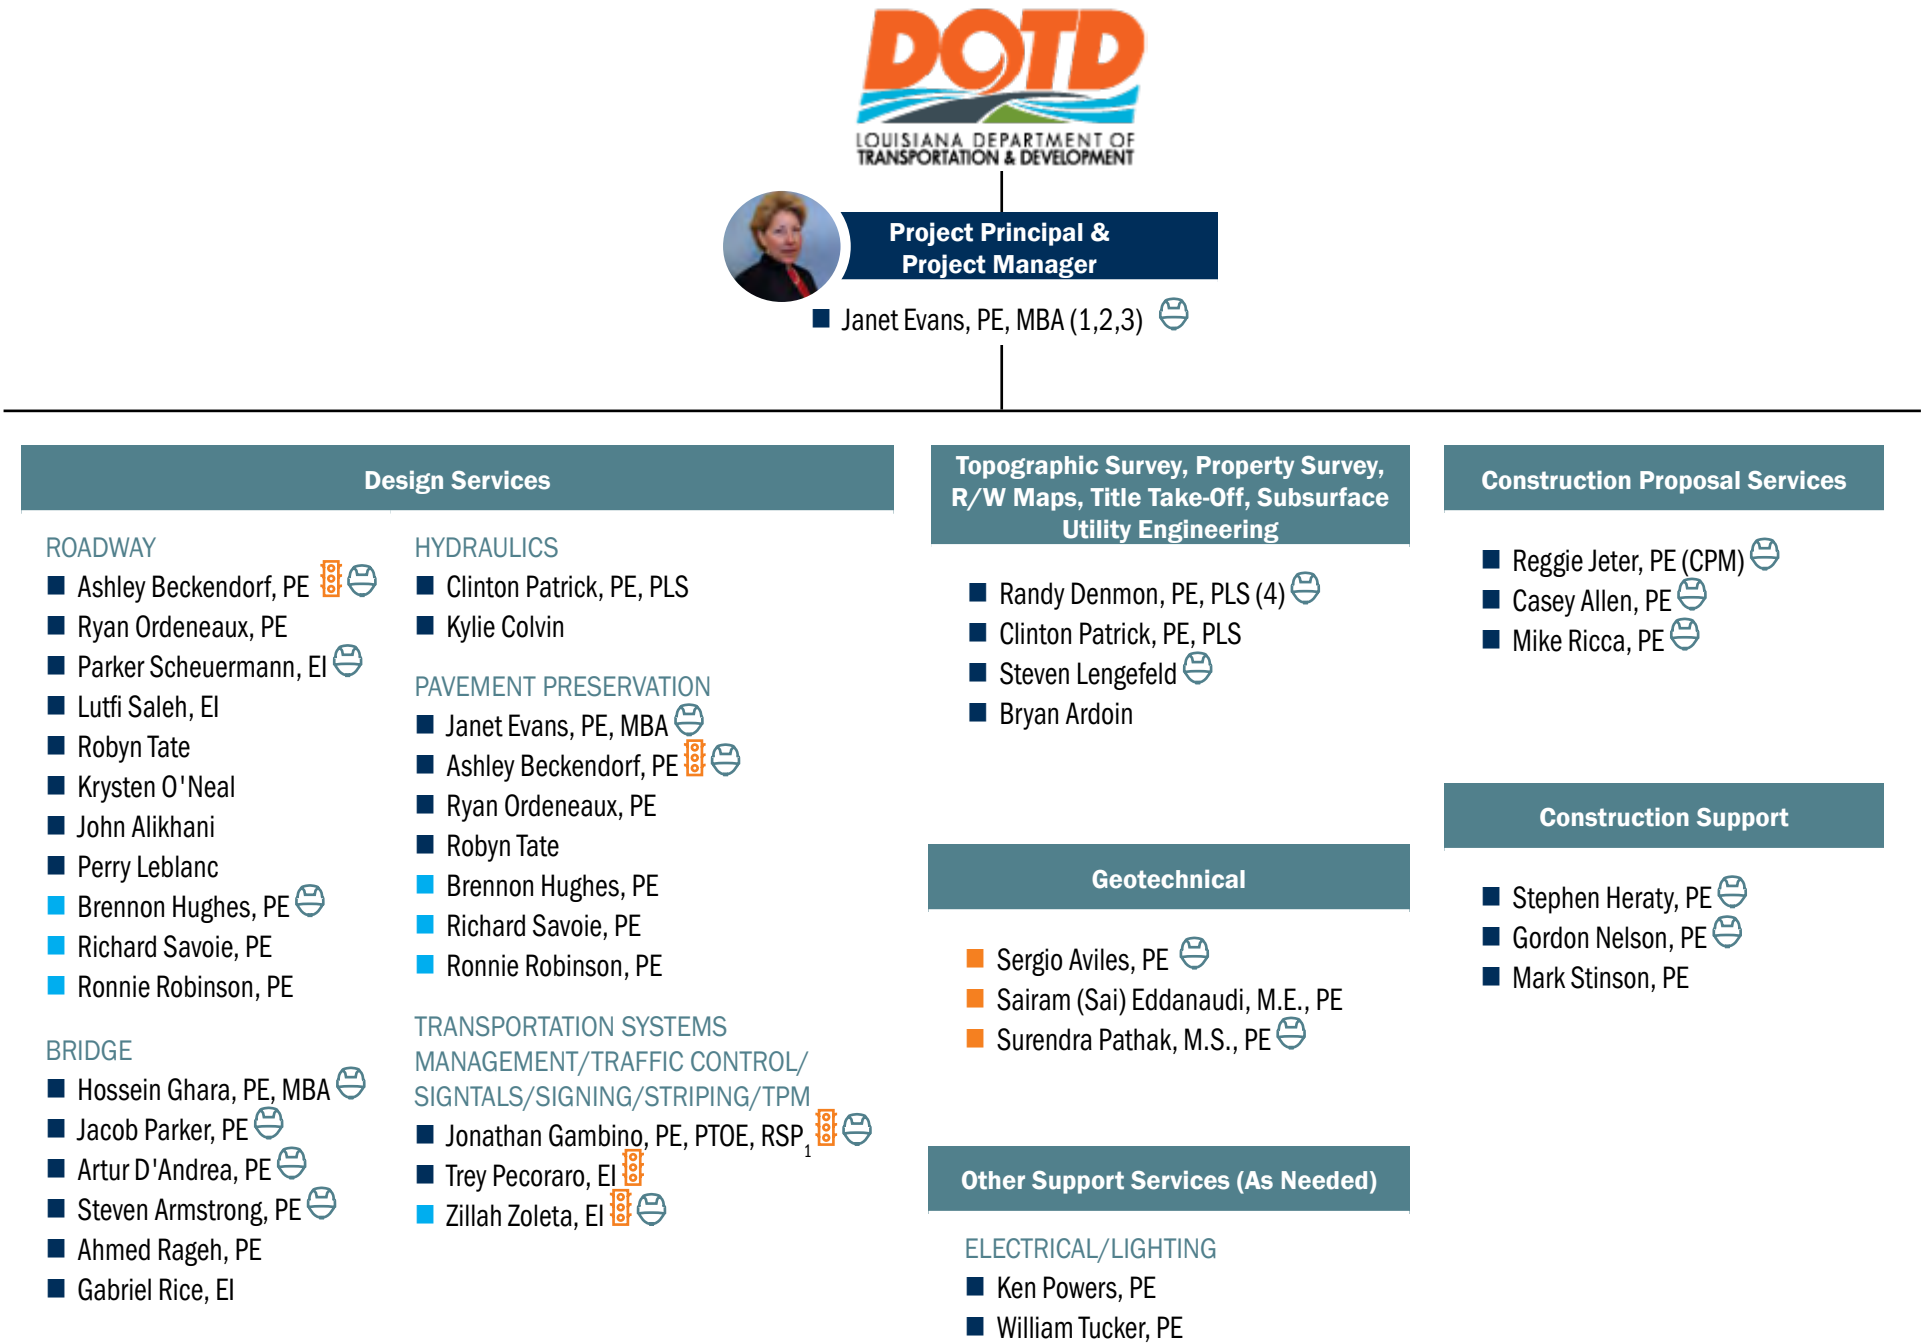 DOTD
LOUISIANA DEPARTMENT OF
TRANSPORTATION & DEVELOPMENT
Project Principal &
Project Manager
Janet Evans, PE, MBA (1,2,3)
Design Services
ROADWAY
Ashley Beckendorf, PE
Ryan Ordeneaux, PE
Parker Scheuermann, EI
Lutfi Saleh, EI
Robyn Tate
Krysten O'Neal
John Alikhani
Perry Leblanc
Brennon Hughes, PE
Richard Savoie, PE
Ronnie Robinson, PE
BRIDGE
Hossein Ghara, PE, MBA
Jacob Parker, PE
Artur D'Andrea, PE
Steven Armstrong, PE
Ahmed Rageh, PE
Gabriel Rice, EI
HYDRAULICS
Clinton Patrick, PE, PLS
Kylie Colvin
PAVEMENT PRESERVATION
Janet Evans, PE, MBA
Ashley Beckendorf, PE
Ryan Ordeneaux, PE
Robyn Tate
Brennon Hughes, PE
Richard Savoie, PE
Ronnie Robinson, PE
TRANSPORTATION SYSTEMS
MANAGEMENT/TRAFFIC CONTROL/
SIGNTALS/SIGNING/STRIPING/TPM
Jonathan Gambino, PE, PTOE, RSP1
Trey Pecoraro, EI
Zillah Zoleta, EI
Topographic Survey, Property Survey,
R/W Maps, Title Take-Off, Subsurface
Utility Engineering
Randy Denmon, PE, PLS (4)
Clinton Patrick, PE, PLS
Steven Lengefeld
Bryan Ardoin
Geotechnical
Sergio Aviles, PE
Sairam (Sai) Eddanaudi, M.E., PE
Surendra Pathak, M.S., PE
Other Support Services (As Needed)
ELECTRICAL/LIGHTING
Ken Powers, PE
William Tucker, PE
Construction Proposal Services
Reggie Jeter, PE (CPM)
Casey Allen, PE
Mike Ricca, PE
Construction Support
Stephen Heraty, PE
Gordon Nelson, PE
Mark Stinson, PE